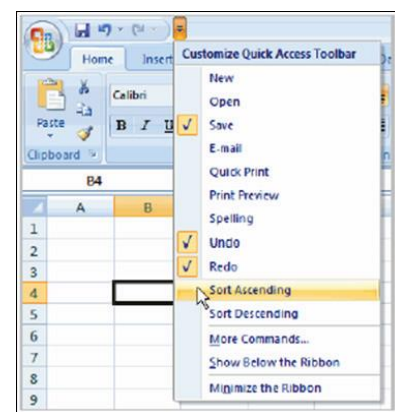 Home Insert
Customize Quick Access Toolbar
New
Open
Save
E-mail
Quick Print
Print Preview
Spelling
Undo
Redo
Sort Ascending
Sort Descending
More Commands...
Show Below the Ribbon
Minimize the Ribbon
Calibri
Paste
B I U
Clipboard
B4
A B
1
2
3
4
5
6
7
8
9